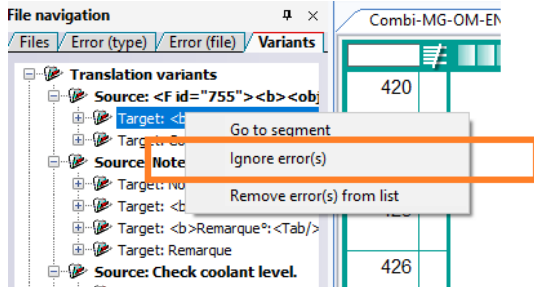 File navigation
Combi-MG-OM-EN
Files Error (type) Error (file) Variants
Translation variants
Source: <F id="755"><b><obj
420
Target: <b
Go to segment
Target:
Ignore error(s)
Source: Note
Target: No
Remove error(s) from list
Target: <b
Target: <b>Remarque°:<Tab/>
Target: Remarque
426
Source: Check coolant level.